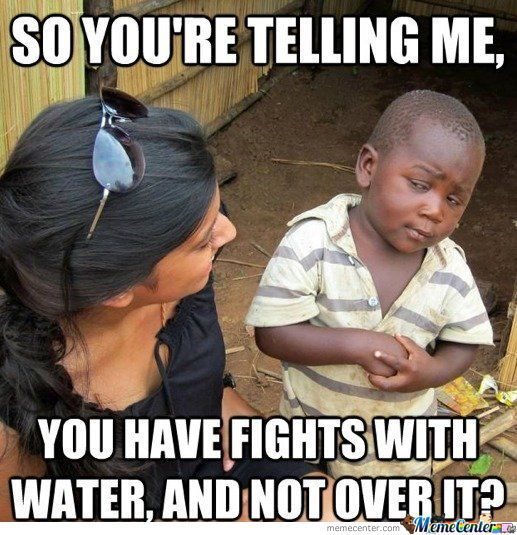 SO YOU'RE TELLING ME,
YOU HAVE FIGHTS WITH
WATER, AND NOT OVER IT?
memecenter.com MemeCenter